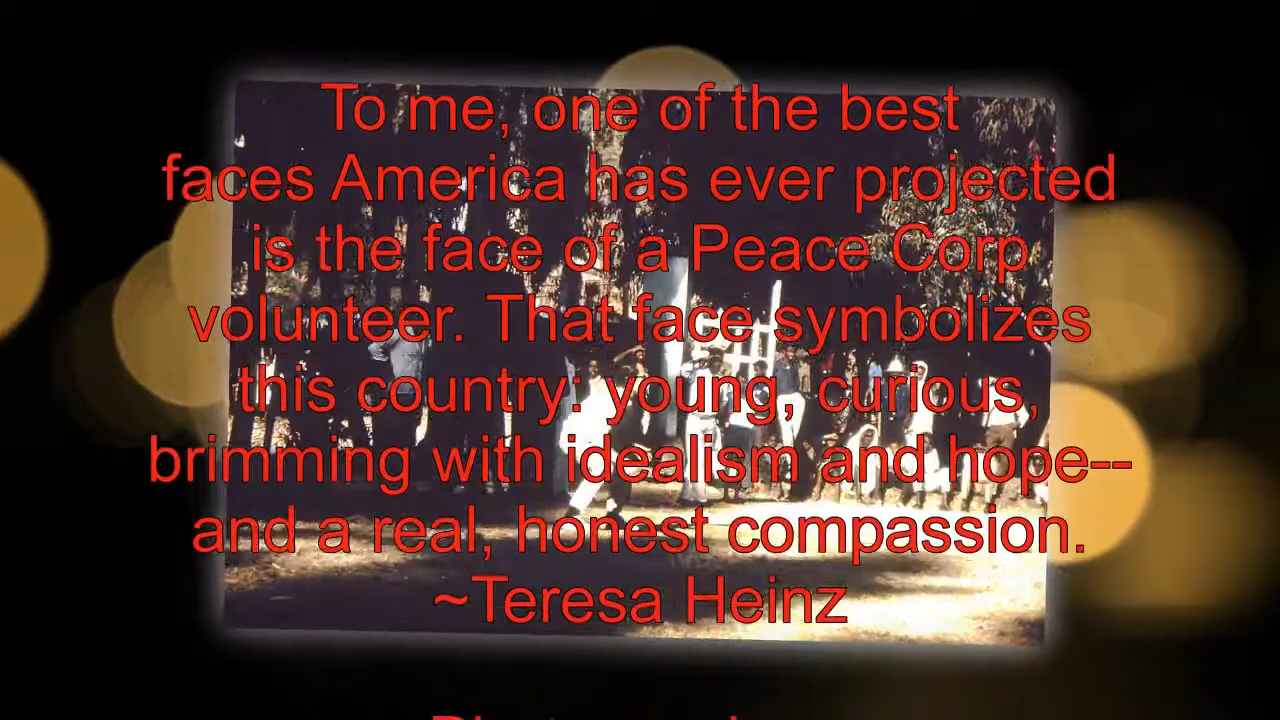 To me, one of the best
faces America has ever projected
is the face of a Peace Corp
volunteer. That face symbolizes
this country: young, curious,
brimming with idealism and hope--
and a real, honest compassion.
~Teresa Heinz